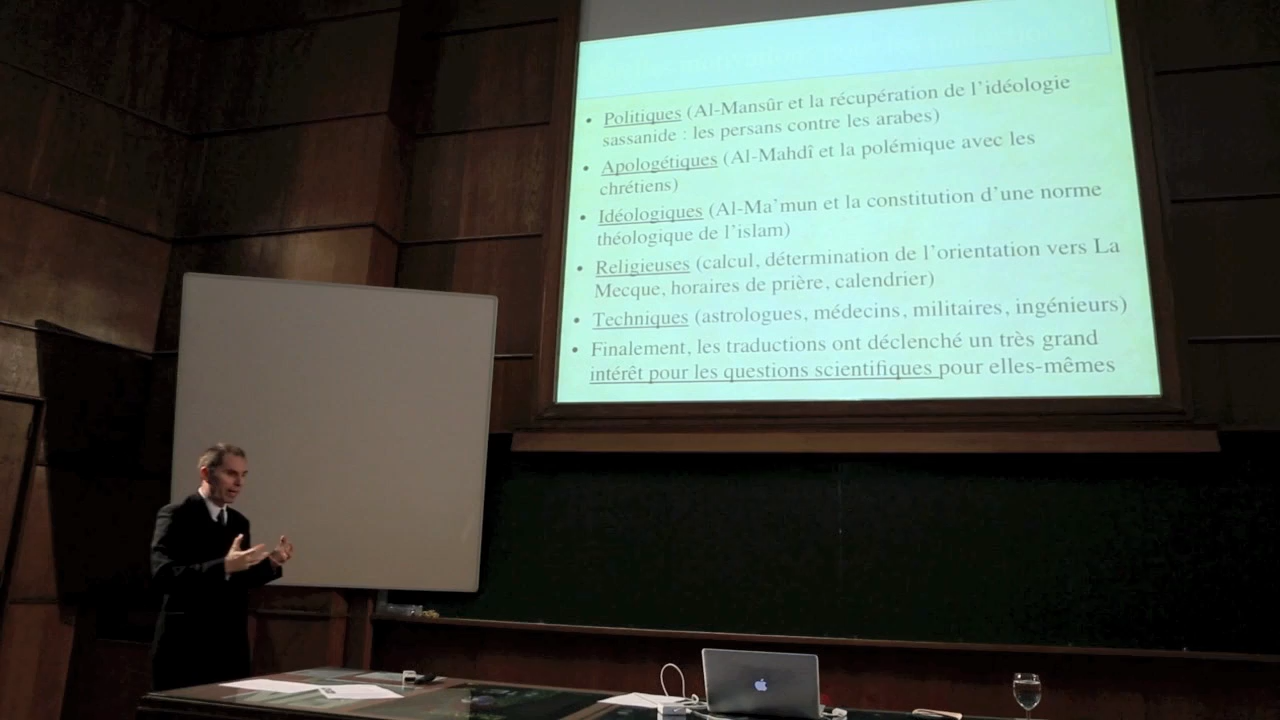 • Politiques (Al-Mansûr et la récupération de l'idéologie
sassanide : les persans contre les arabes)
• Apologétiques (Al-Mahdî et la polémique avec les
chrétiens)
• Idéologiques (Al-Ma'mun et la constitution d'une norme
théologique de l'islam)
• Religieuses (calcul, détermination de l'orientation vers La
Mecque, horaires de prière, calendrier)
• Techniques (astrologues, médecins, militaires, ingénieurs)
• Finalement, les traductions ont déclenché un très grand
intérêt pour les questions scientifiques pour elles-mêmes